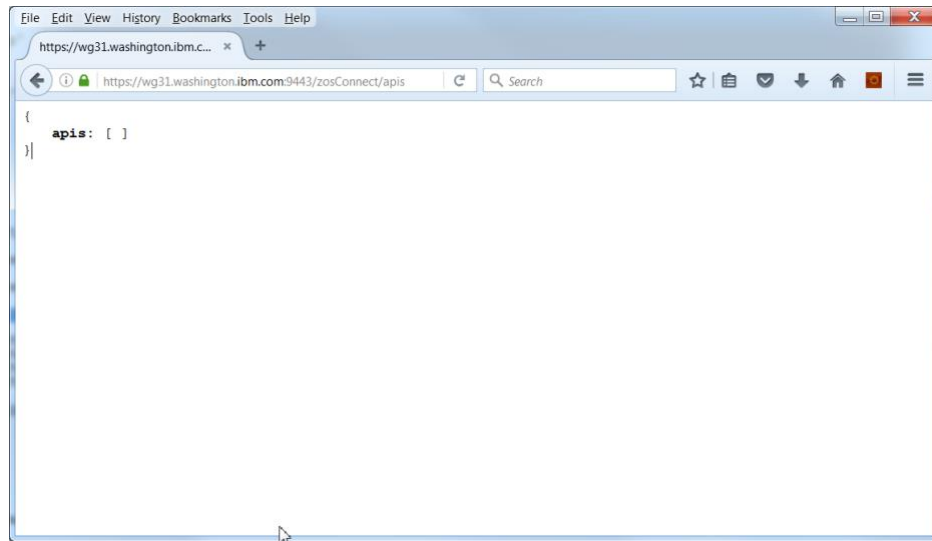 File Edit View History Bookmarks Tools Help
https://wg31.washington.ibm.c... × +
https://wg31.washington.ibm.com:9443/zosConnect/apis Search
{
apis: [ ]
}